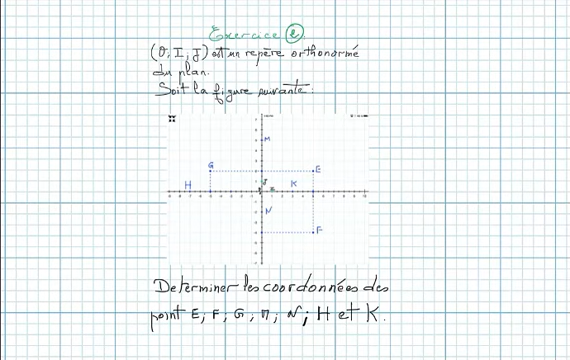 Exercice 2
(O, I, J) est un repère orthonormé
du plan.
Soit la figure suivante:
M
G
E
H
J
K
I
N
F
Determiner les coordonnées des
point E; F; G; M; N; H et K.